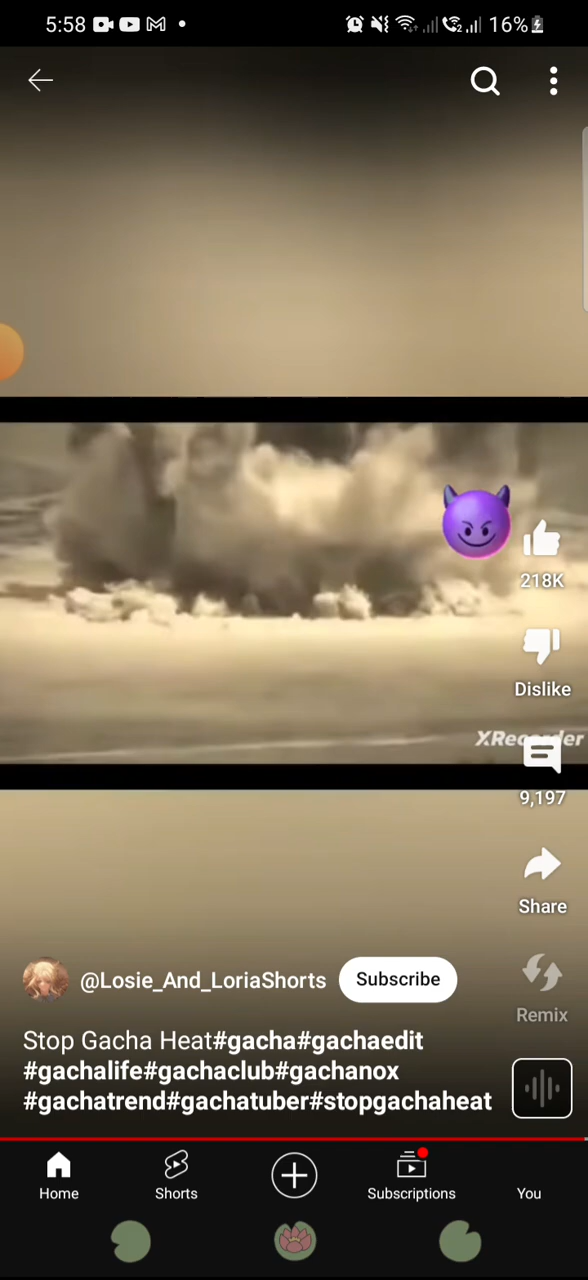 5:58
16%
218K
Dislike
XRecorder
9,197
Share
@Losie_And_LoriaShorts
Subscribe
Remix
Stop Gacha Heat#gacha#gachaedit
#gachalife#gachaclub#gachanox
#gachatrend#gachatuber#stopgachaheat
Home
Shorts
Subscriptions
You